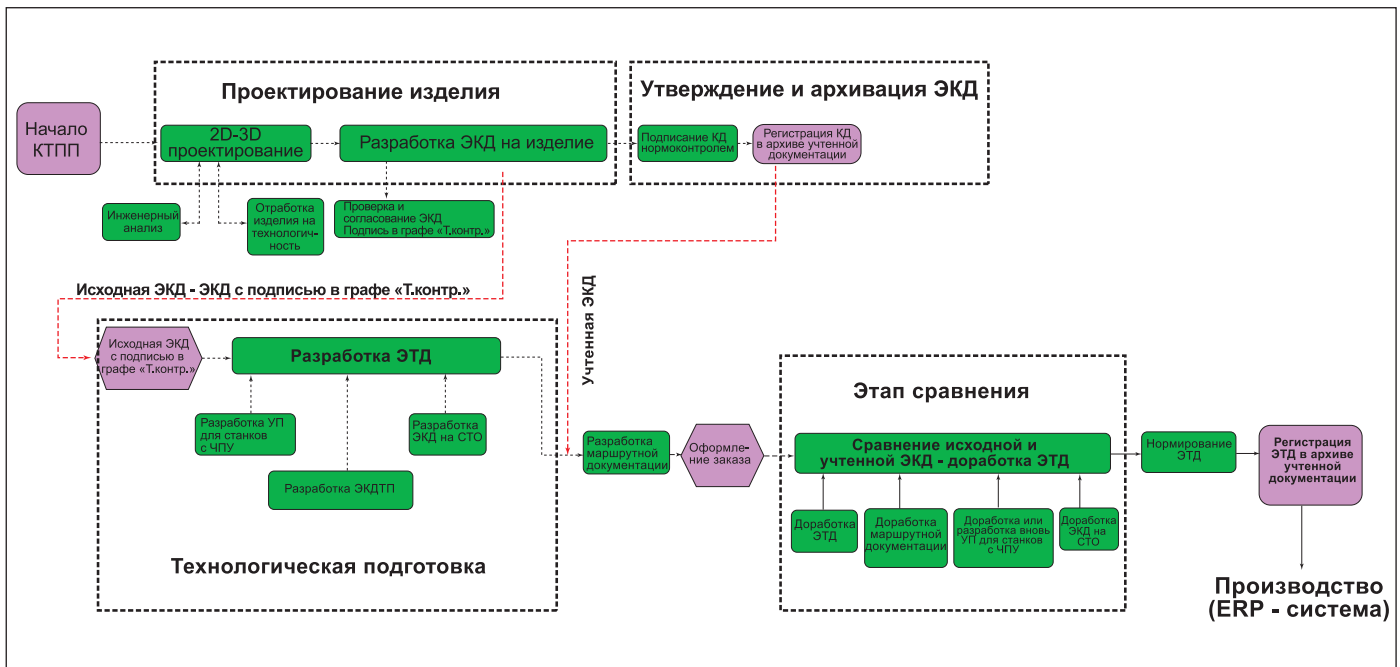 Проектирование изделия
Утверждение и архивация ЭКД
Начало
КТПП
2D-3D
проектирование
Разработка ЭКД на изделие
Подписание КД
нормоконтролем
Регистрация КД
в архиве учтенной
документации
Инженерный
анализ
Отработка
изделия на
технологич-
ность
Проверка и
согласование ЭКД
Подпись в графе «Т.контр.»
Исходная ЭКД - ЭКД с подписью в графе «Т.контр.»
Учтенная ЭКД
Исходная ЭКД
с подписью в
графе «Т.контр.»
Разработка ЭТД
Разработка УП
для станков
с ЧПУ
Разработка
ЭКД на СТО
Разработка ЭКДТП
Технологическая подготовка
Разработка
маршрутной
документации
Оформле-
ние заказа
Этап сравнения
Сравнение исходной и
учтенной ЭКД - доработка ЭТД
Доработка
ЭТД
Доработка
маршрутной
документации
Доработка или
разработка вновь
УП для станков
с ЧПУ
Доработка
ЭКД на
СТО
Нормирование
ЭТД
Регистрация
ЭТД в архиве
учтенной
документации
Производство
(ERP - система)